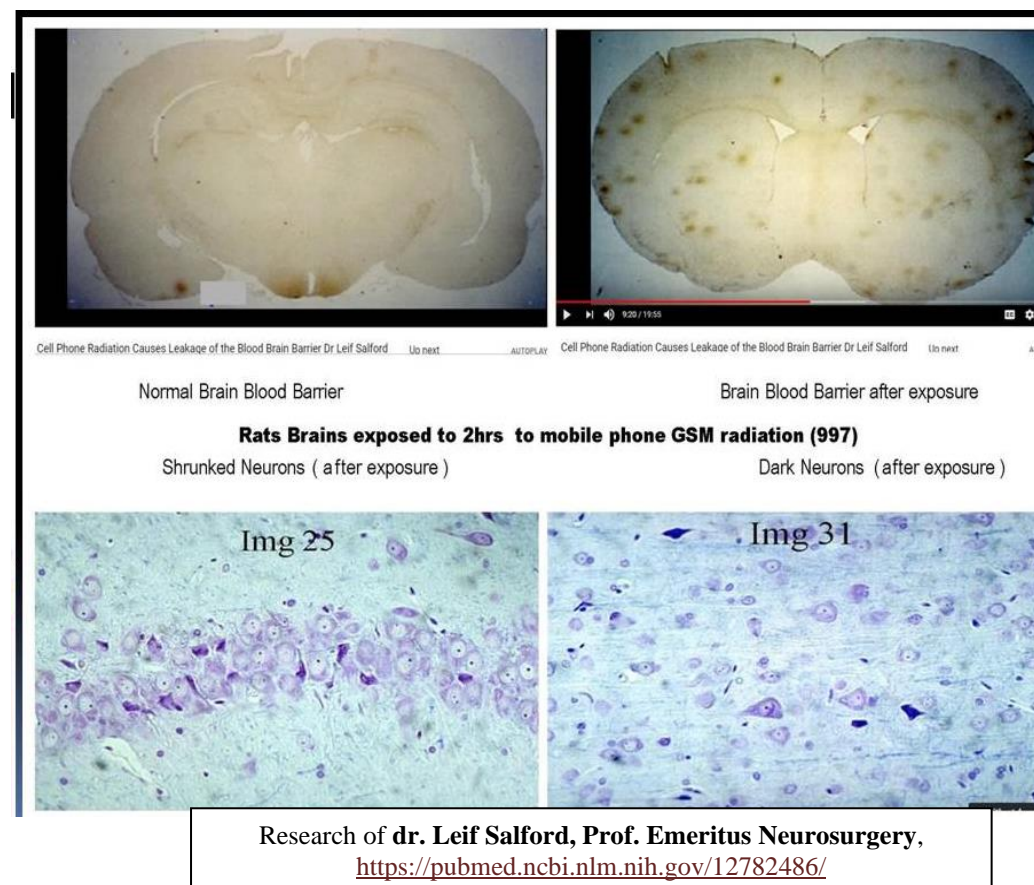 9:20 / 19:55
Cell Phone Radiation Causes Leakage of the Blood Brain Barrier Dr Leif Salford Up next AUTOPLAY
Cell Phone Radiation Causes Leakage of the Blood Brain Barrier Dr Leif Salford Up next A
Normal Brain Blood Barrier
Brain Blood Barrier after exposure
Rats Brains exposed to 2hrs to mobile phone GSM radiation (997)
Shrunked Neurons ( after exposure )
Dark Neurons ( after exposure )
Img 25
Img 31
Research of dr. Leif Salford, Prof. Emeritus Neurosurgery,
https://pubmed.ncbi.nlm.nih.gov/12782486/